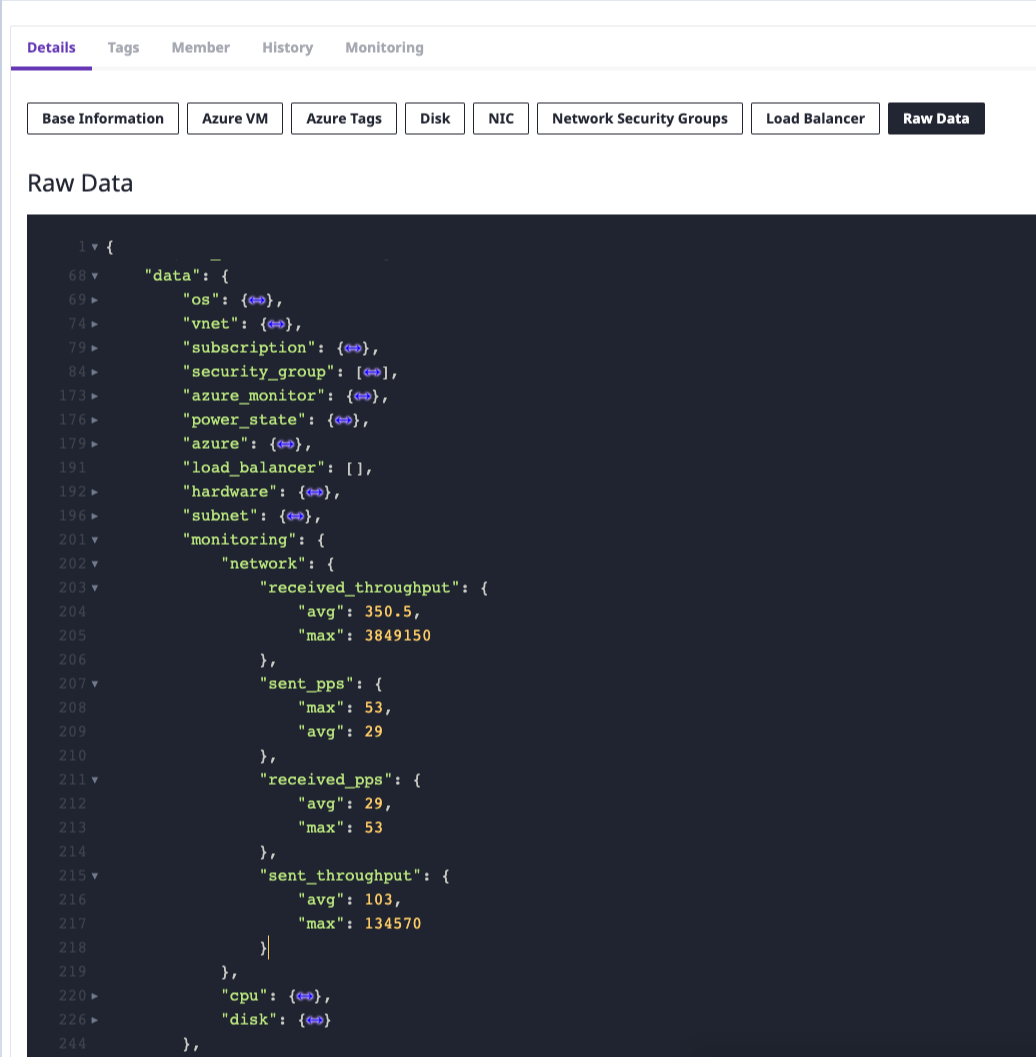 Details Tags Member History Monitoring
Base Information Azure VM Azure Tags Disk NIC Network Security Groups Load Balancer Raw Data
Raw Data
1 {
68 "data": {
69 "os": {↔},
74 "vnet": {↔},
79 "subscription": {↔},
84 "security_group": [↔],
173 "azure_monitor": {↔},
176 "power_state": {↔},
179 "azure": {↔},
191 "load_balancer": [],
192 "hardware": {↔},
196 "subnet": {↔},
201 "monitoring": {
202 "network": {
203 "received_throughput": {
204 "avg": 350.5,
205 "max": 3849150
206 },
207 "sent_pps": {
208 "max": 53,
209 "avg": 29
210 },
211 "received_pps": {
212 "avg": 29,
213 "max": 53
214 },
215 "sent_throughput": {
216 "avg": 103,
217 "max": 134570
218 }
219 },
220 "cpu": {↔},
226 "disk": {↔}
244 },